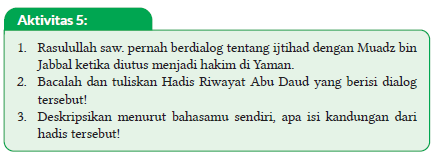 Aktivitas 5:
1. Rasulullah saw. pernah berdialog tentang ijtihad dengan Muadz bin
Jabbal ketika diutus menjadi hakim di Yaman.
2. Bacalah dan tuliskan Hadis Riwayat Abu Daud yang berisi dialog
tersebut!
3. Deskripsikan menurut bahasamu sendiri, apa isi kandungan dari
hadis tersebut!